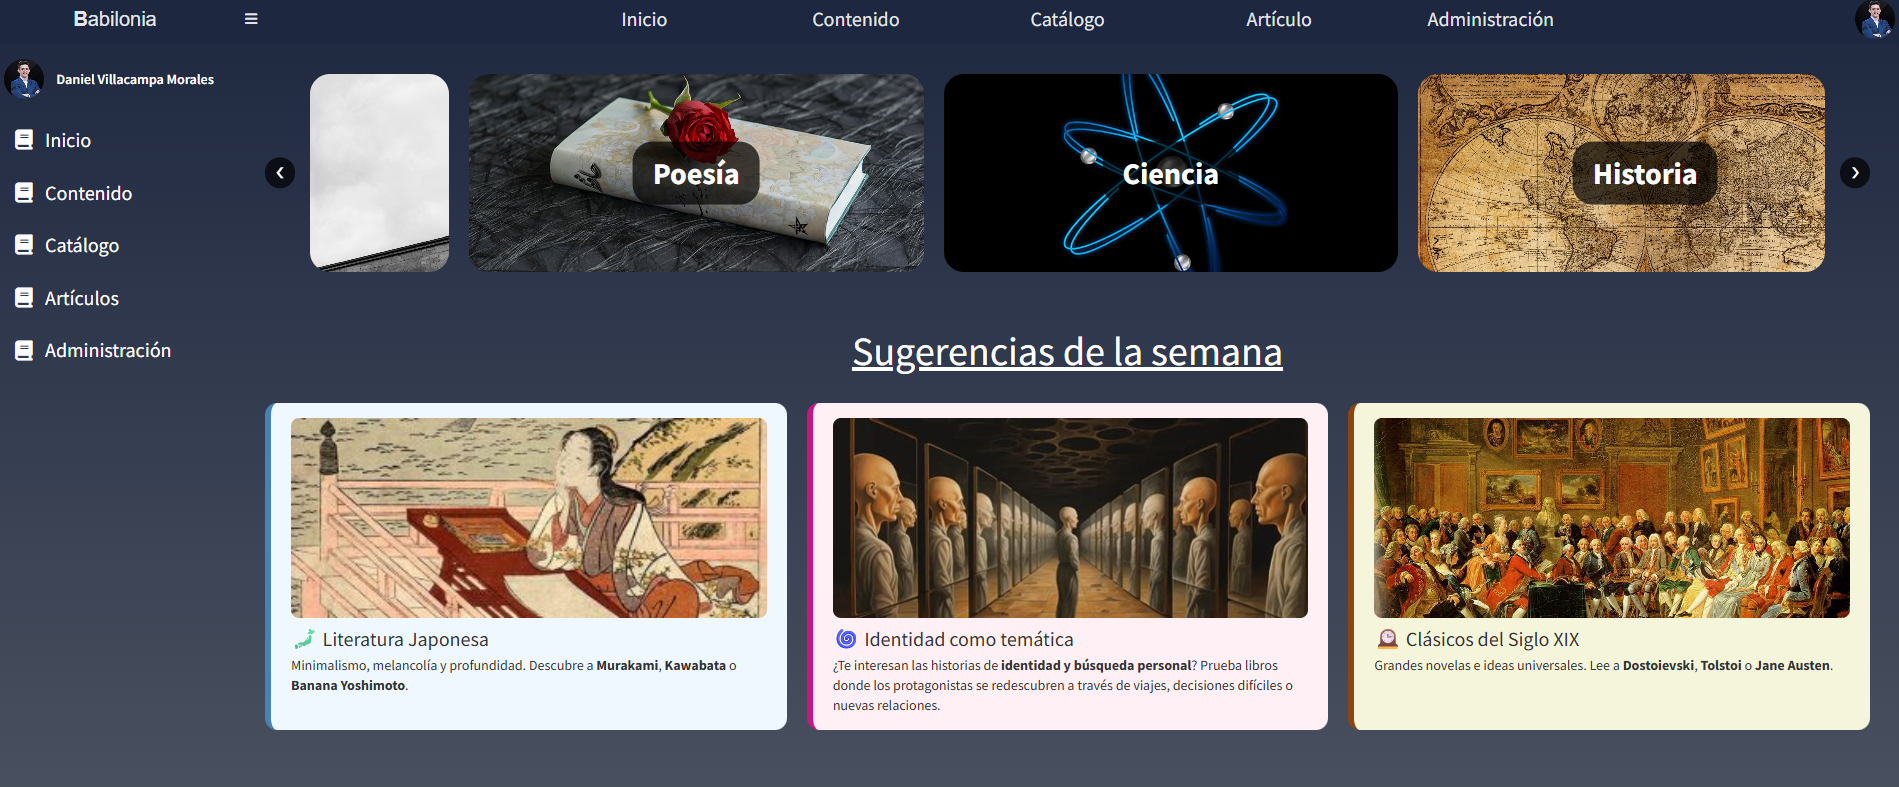 Babilonia
Inicio
Contenido
Catálogo
Artículo
Administración
Daniel Villacampa Morales
Inicio
Contenido
Catálogo
Artículos
Administración
Poesía
Ciencia
Historia
Sugerencias de la semana
Literatura Japonesa
Minimalismo, melancolía y profundidad. Descubre a Murakami, Kawabata o
Banana Yoshimoto.
Identidad como temática
¿Te interesan las historias de identidad y búsqueda personal? Prueba libros
donde los protagonistas se redescubren a través de viajes, decisiones difíciles o
nuevas relaciones.
Clásicos del Siglo XIX
Grandes novelas e ideas universales. Lee a Dostoievski, Tolstoi o Jane Austen.